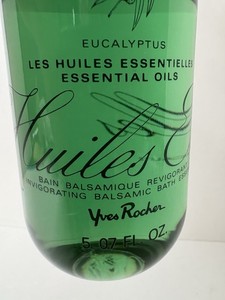 EUCALYPTUS
LES HUILES ESSENTIELLES
ESSENTIAL OILS
Huiles
BAIN BALSAMIQUE REVIGORANT
INVIGORATING BALSAMIC BATH
Yves Rocher
5.07 FL. OZ.